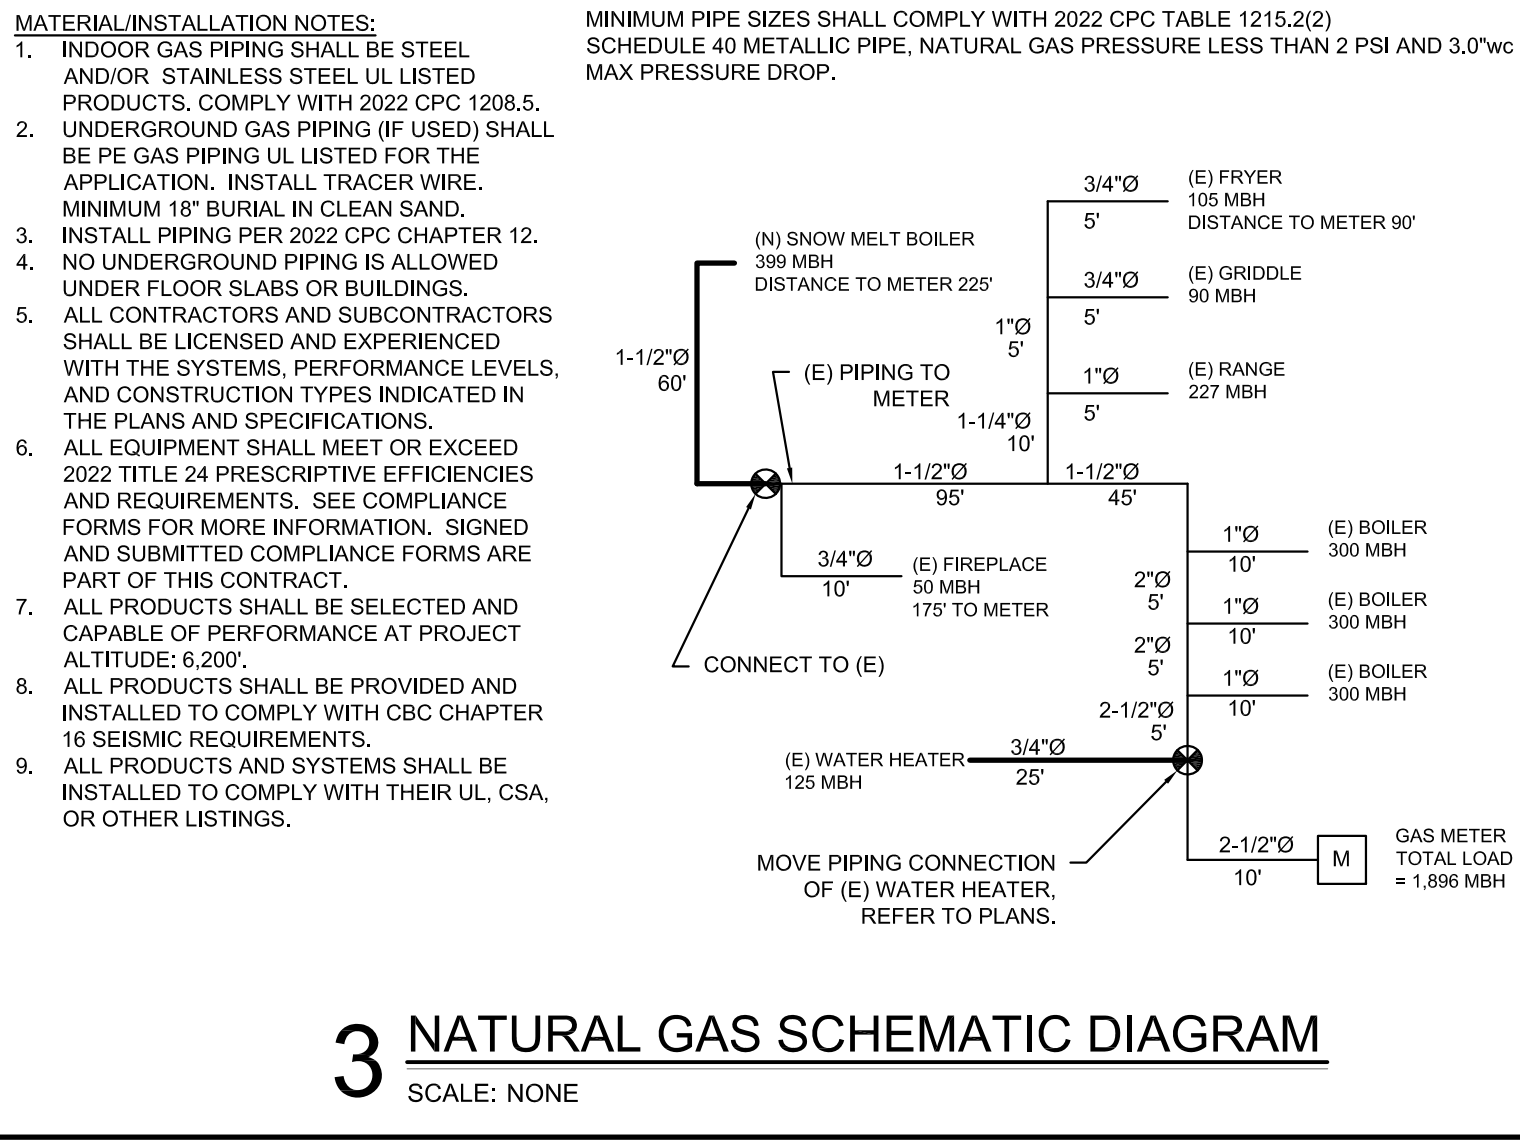 MATERIAL/INSTALLATION NOTES:
1. INDOOR GAS PIPING SHALL BE STEEL
AND/OR STAINLESS STEEL UL LISTED
PRODUCTS. COMPLY WITH 2022 CPC 1208.5.
2. UNDERGROUND GAS PIPING (IF USED) SHALL
BE PE GAS PIPING UL LISTED FOR THE
APPLICATION. INSTALL TRACER WIRE.
MINIMUM 18" BURIAL IN CLEAN SAND.
3. INSTALL PIPING PER 2022 CPC CHAPTER 12.
4. NO UNDERGROUND PIPING IS ALLOWED
UNDER FLOOR SLABS OR BUILDINGS.
5. ALL CONTRACTORS AND SUBCONTRACTORS
SHALL BE LICENSED AND EXPERIENCED
WITH THE SYSTEMS, PERFORMANCE LEVELS,
AND CONSTRUCTION TYPES INDICATED IN
THE PLANS AND SPECIFICATIONS.
6. ALL EQUIPMENT SHALL MEET OR EXCEED
2022 TITLE 24 PRESCRIPTIVE EFFICIENCIES
AND REQUIREMENTS. SEE COMPLIANCE
FORMS FOR MORE INFORMATION. SIGNED
AND SUBMITTED COMPLIANCE FORMS ARE
PART OF THIS CONTRACT.
7. ALL PRODUCTS SHALL BE SELECTED AND
CAPABLE OF PERFORMANCE AT PROJECT
ALTITUDE: 6,200'.
8. ALL PRODUCTS SHALL BE PROVIDED AND
INSTALLED TO COMPLY WITH CBC CHAPTER
16 SEISMIC REQUIREMENTS.
9. ALL PRODUCTS AND SYSTEMS SHALL BE
INSTALLED TO COMPLY WITH THEIR UL, CSA,
OR OTHER LISTINGS.
MINIMUM PIPE SIZES SHALL COMPLY WITH 2022 CPC TABLE 1215.2(2)
SCHEDULE 40 METALLIC PIPE, NATURAL GAS PRESSURE LESS THAN 2 PSI AND 3.0"wc
MAX PRESSURE DROP.
3/4"Ø
5'
(E) FRYER
105 MBH
DISTANCE TO METER 90'
(N) SNOW MELT BOILER
399 MBH
DISTANCE TO METER 225'
3/4"Ø
5'
(E) GRIDDLE
90 MBH
1"Ø
5'
1-1/2"Ø
60'
(E) PIPING TO
METER
1"Ø
5'
(E) RANGE
227 MBH
1-1/4"Ø
10'
1-1/2"Ø
95'
1-1/2"Ø
45'
3/4"Ø
10'
(E) FIREPLACE
50 MBH
175' TO METER
1"Ø
10'
(E) BOILER
300 MBH
2"Ø
5'
1"Ø
10'
(E) BOILER
300 MBH
2"Ø
5'
CONNECT TO (E)
1"Ø
10'
(E) BOILER
300 MBH
2-1/2"Ø
5'
(E) WATER HEATER
125 MBH
3/4"Ø
25'
MOVE PIPING CONNECTION
OF (E) WATER HEATER,
REFER TO PLANS.
2-1/2"Ø
10'
M
GAS METER
TOTAL LOAD
= 1,896 MBH
3 NATURAL GAS SCHEMATIC DIAGRAM
SCALE: NONE